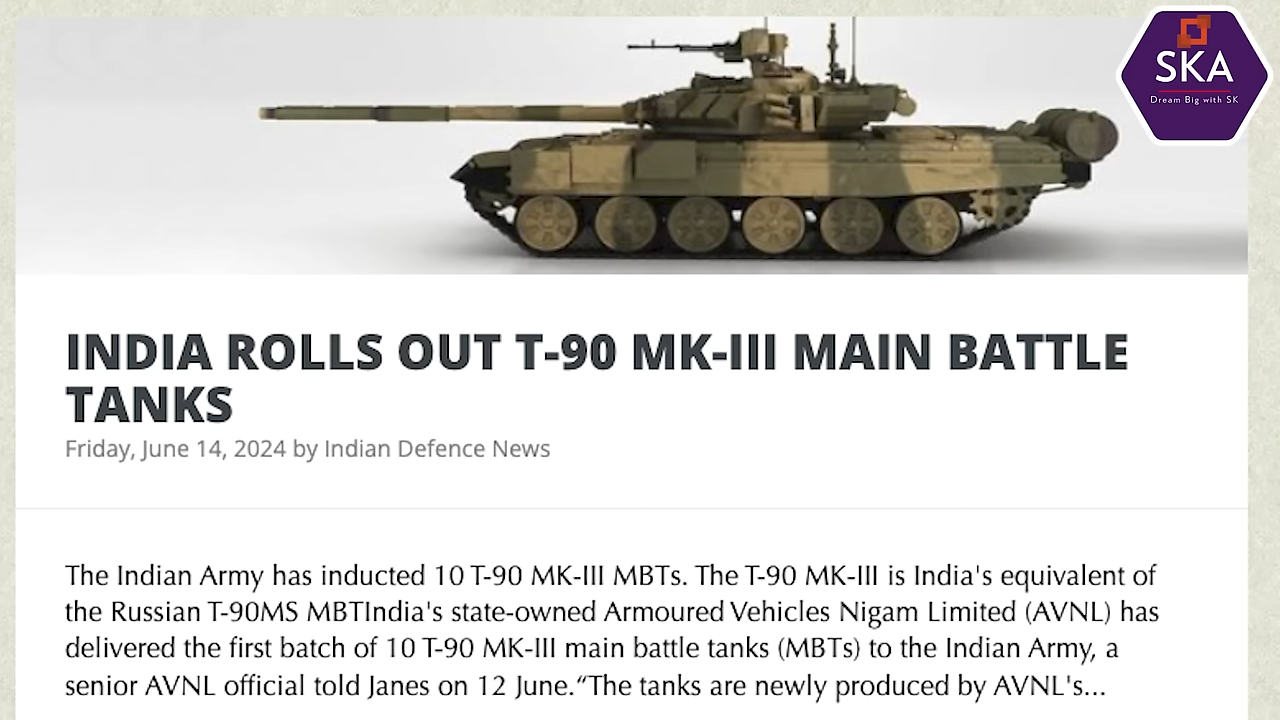 SKA
Dream Big with SK
INDIA ROLLS OUT T-90 MK-III MAIN BATTLE
TANKS
Friday, June 14, 2024 by Indian Defence News
The Indian Army has inducted 10 T-90 MK-III MBTs. The T-90 MK-III is India's equivalent of
the Russian T-90MS MBTIndia's state-owned Armoured Vehicles Nigam Limited (AVNL) has
delivered the first batch of 10 T-90 MK-III main battle tanks (MBTs) to the Indian Army, a
senior AVNL official told Janes on 12 June.“The tanks are newly produced by AVNL's...